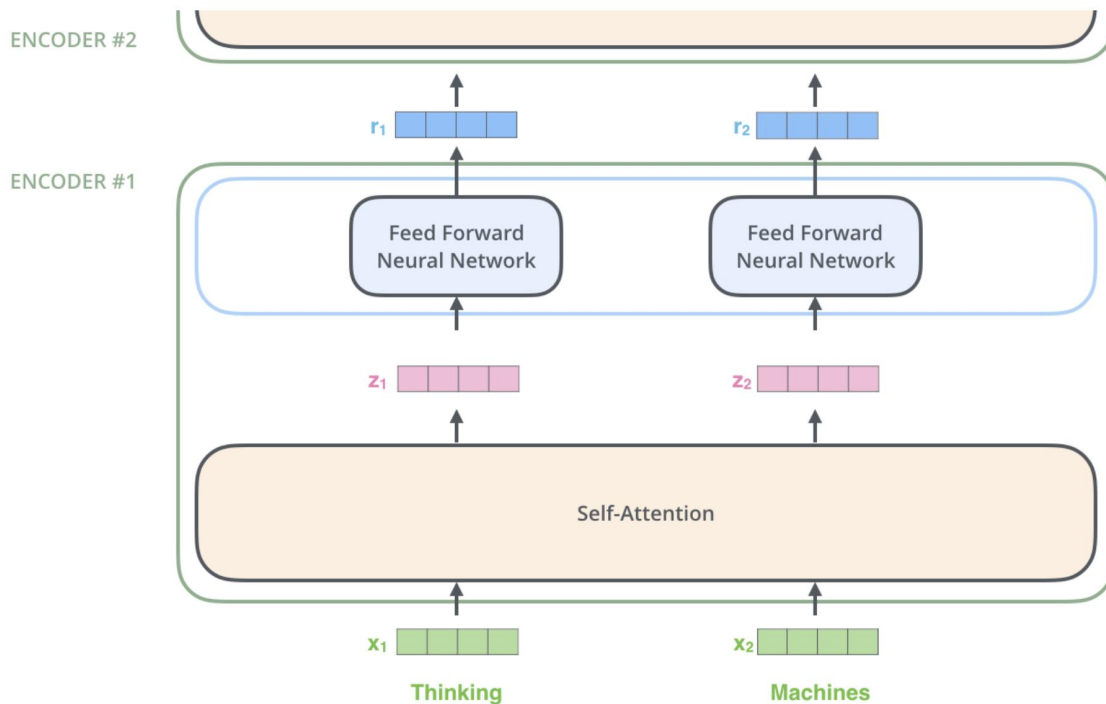 ENCODER #2
r₁
r₂
ENCODER #1
Feed Forward
Neural Network
Feed Forward
Neural Network
z₁
z₂
Self-Attention
x₁
x₂
Thinking
Machines